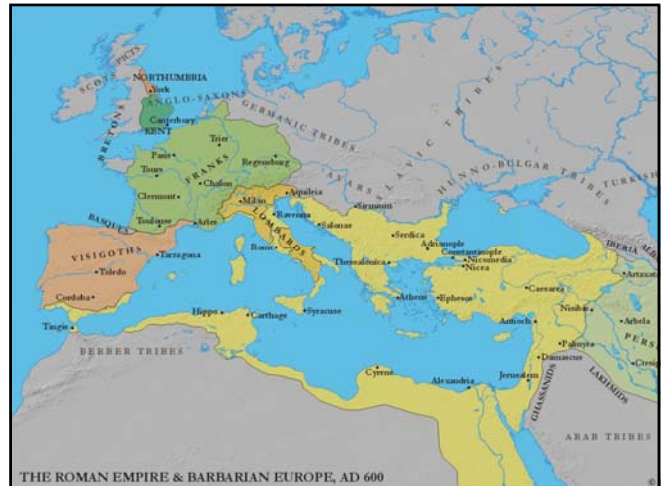 SCOTS
PICTS
NORTHUMBRIA
York
ANGLO-SAXONS
BRETONS
Canterbury
KENT
GERMANIC TRIBES
Paris
Trier
Tours
FRANKS
Regensburg
Chalon
Clermont
AVARS
SLAVIC TRIBES
HUNNO-BULGAR TRIBES
TURKISH
Toulouse
Arles
Milan
Aquileia
BASQUES
LOMBARDS
Ravenna
Sirmium
Salonae
VISIGOTHS
Toledo
Tarragona
Rome
Serdica
Adrianople
Constantinople
Nicomedia
Nicea
Thessalonica
IBERIA
Artaxata
Cordoba
Tingis
Hippo
Carthage
Syracuse
Athens
Ephesus
Caesarea
Nisibis
Arbela
Antioch
PERS
Palmyra
Damascus
BERBER TRIBES
Cyrene
Alexandria
Jerusalem
GHASSANIDS
LAKHMIDS
ARAB TRIBES
THE ROMAN EMPIRE & BARBARIAN EUROPE, AD 600
©